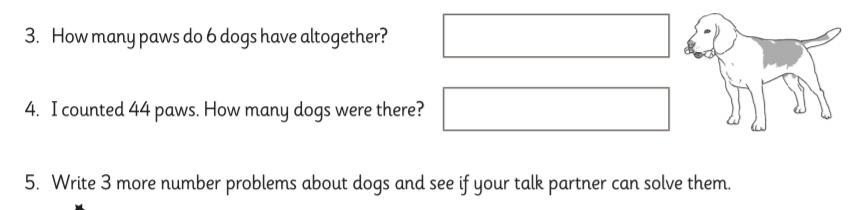 3. How many paws do 6 dogs have altogether?
4. I counted 44 paws. How many dogs were there?
5. Write 3 more number problems about dogs and see if your talk partner can solve them.